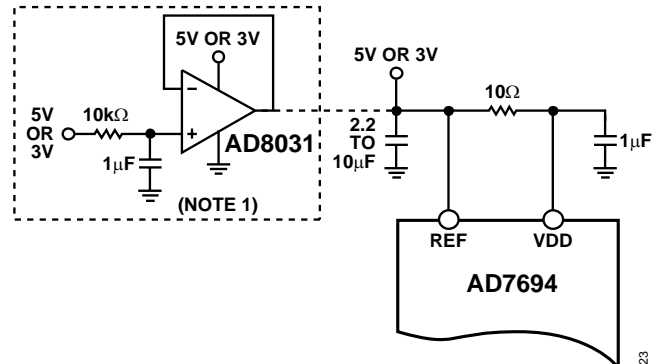 5V OR 3V
5V
OR
3V
10kΩ
1μF
−
+
AD8031
(NOTE 1)
5V OR 3V
2.2
TO
10μF
10Ω
1μF
REF
VDD
AD7694
23